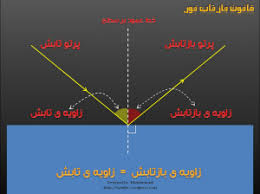 قانون بازتاب نور
خط عمود بر سطح
پرتو بازتابش
پرتو تابش
زاویه ی بازتابش
زاویه ی تابش
زاویه ی بازتابش = زاویه ی تابش